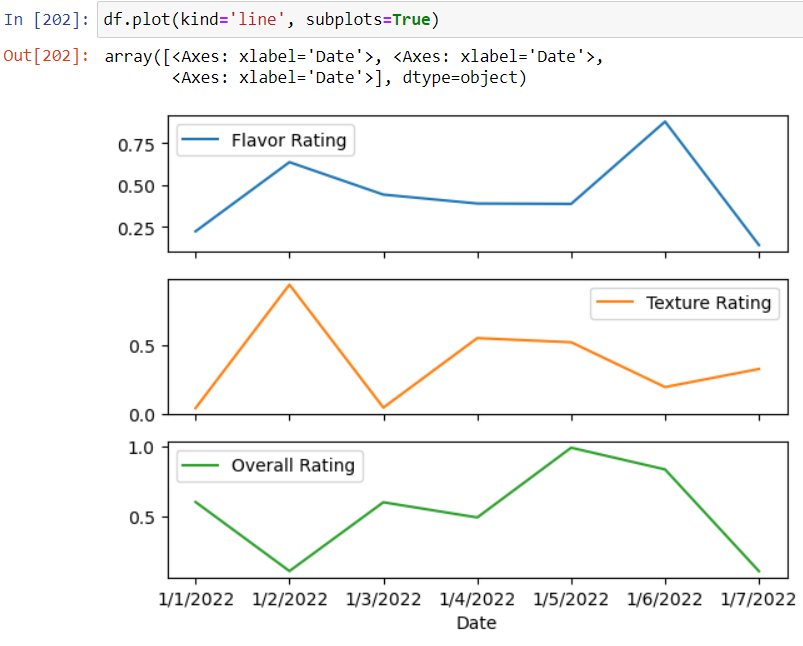 In [202]: df.plot(kind='line', subplots=True)
Out[202]: array([<Axes: xlabel='Date'>, <Axes: xlabel='Date'>,
<Axes: xlabel='Date'>], dtype=object)
Flavor Rating
0.75
0.50
0.25
Texture Rating
0.5
0.0
1.0
Overall Rating
0.5
1/1/2022 1/2/2022 1/3/2022 1/4/2022 1/5/2022 1/6/2022 1/7/2022
Date